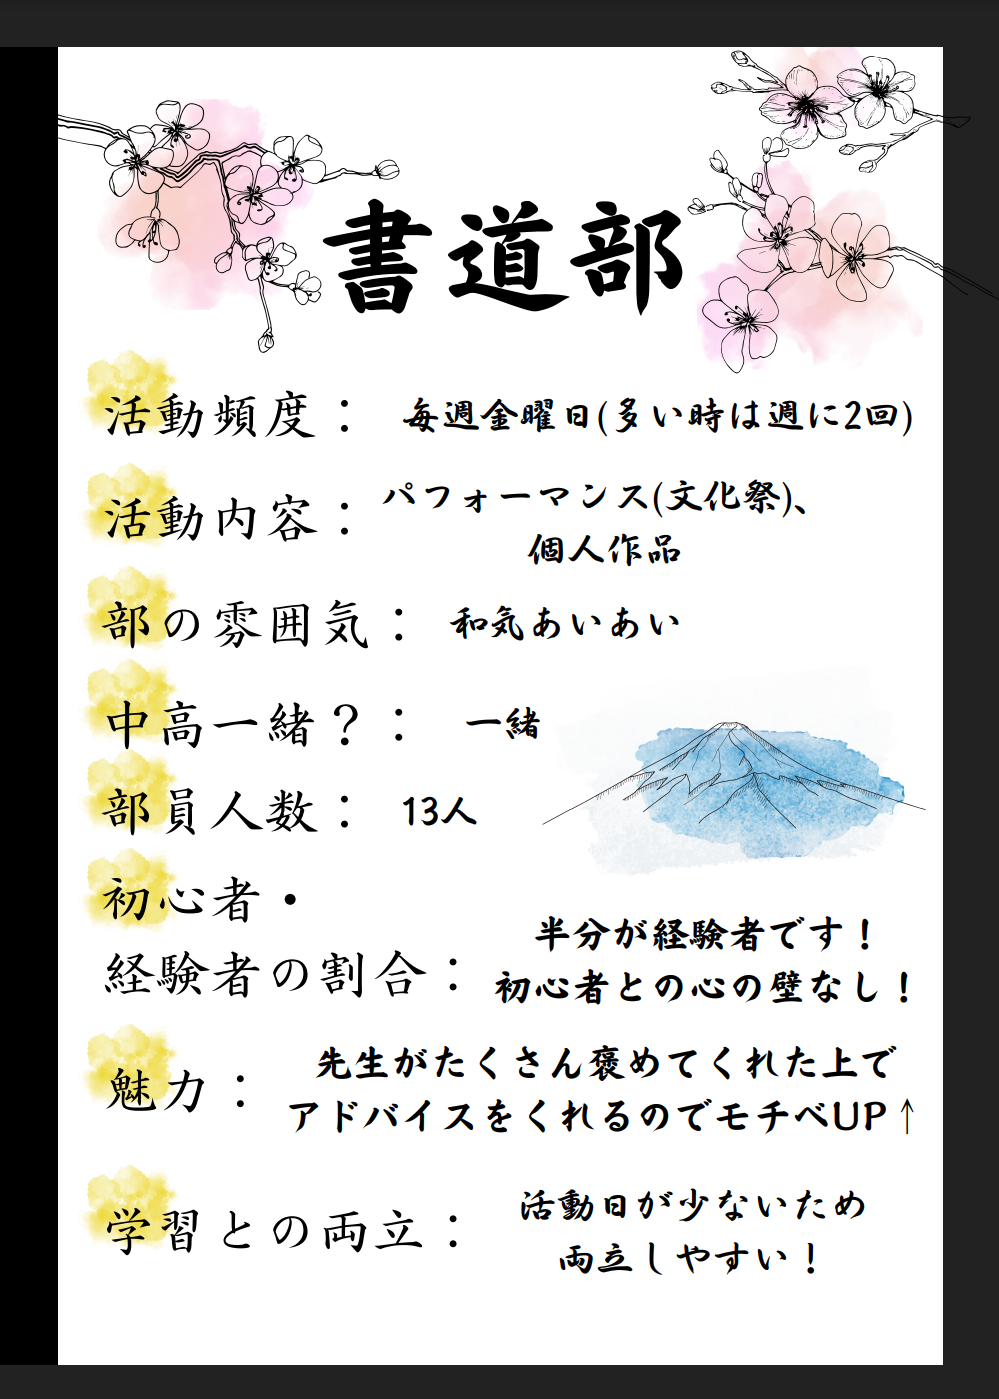 書道部
活動頻度：　毎週金曜日(多い時は週に2回)
活動内容：パフォーマンス(文化祭)、
個人作品
部の雰囲気：　和気あいあい
中高一緒？：　一緒
部員人数：　13人
初心者・
経験者の割合：
半分が経験者です！
初心者との心の壁なし！
魅力：
先生がたくさん褒めてくれた上で
アドバイスをくれるのでモチベUP↑
学習との両立：
活動日が少ないため
両立しやすい！